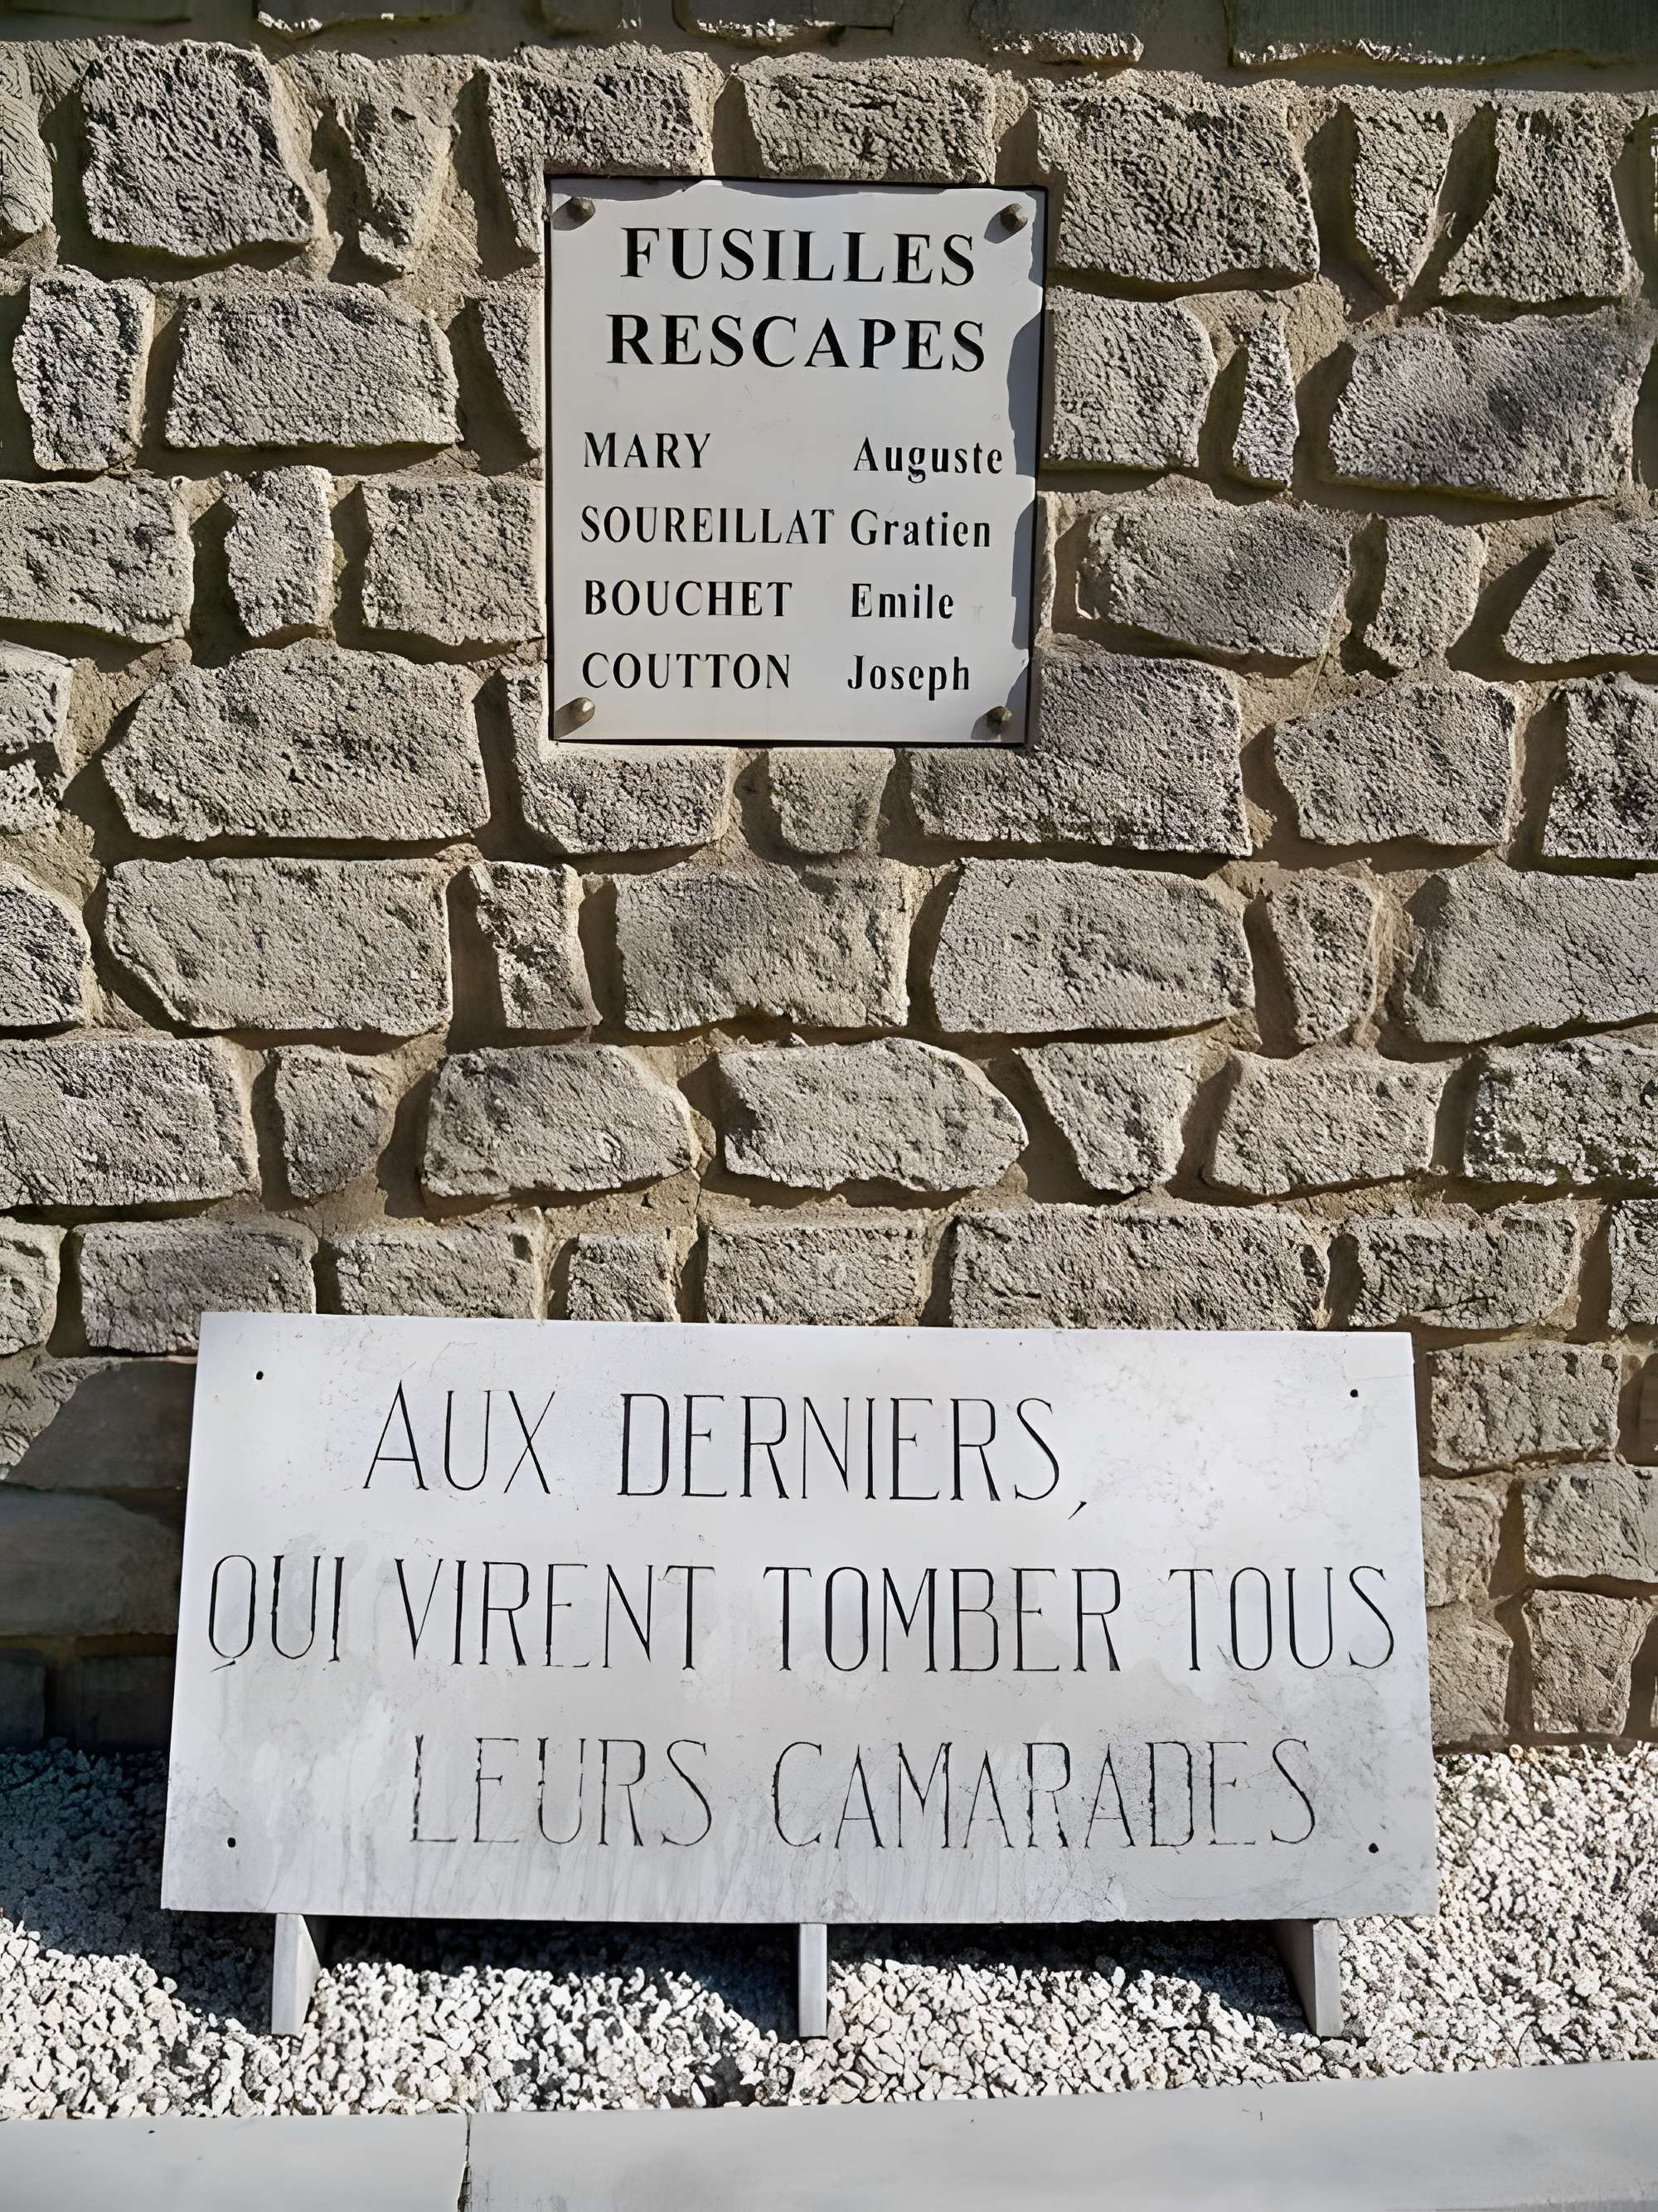 FUSILLES
RESCAPES
MARY Auguste
SOUREILLAT Gratien
BOUCHET Emile
COUTTON Joseph
AUX DERNIERS,
QUI VIRENT TOMBER TOUS
LEURS CAMARADES.